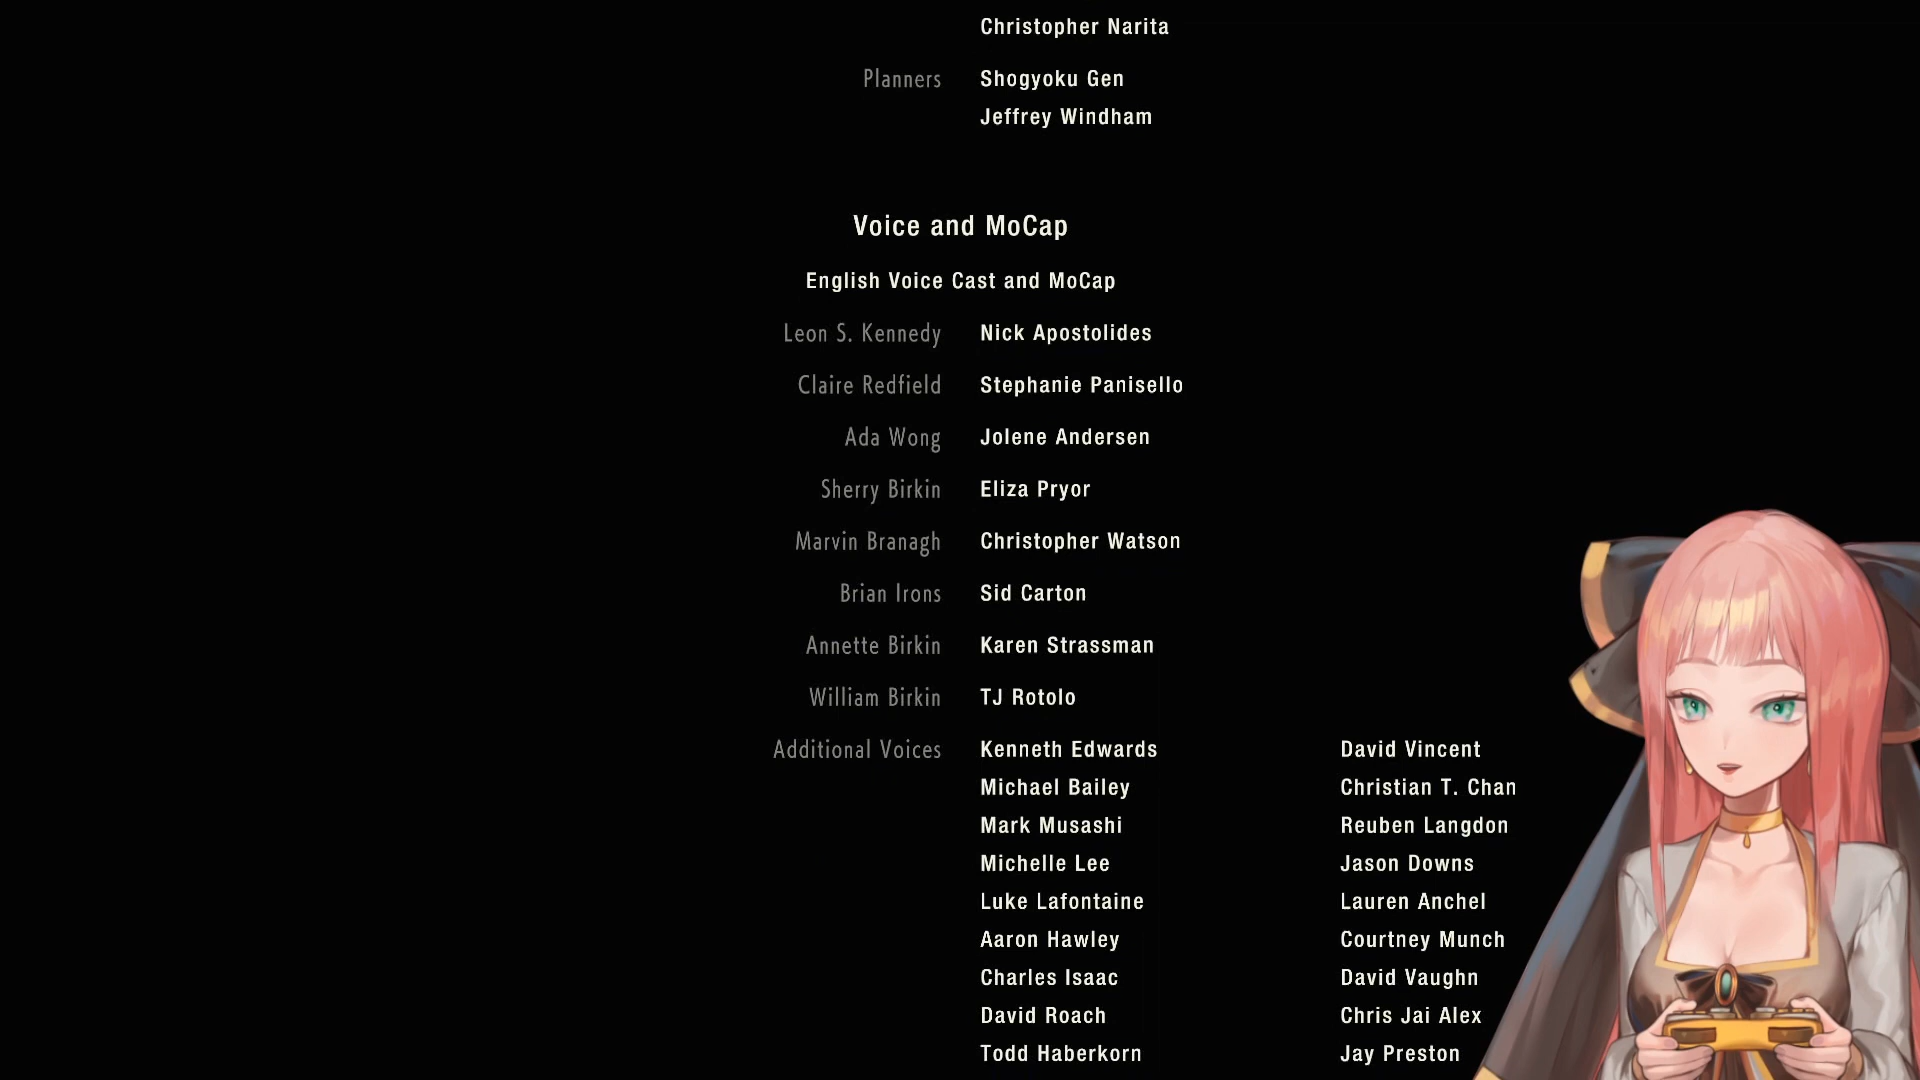 Christopher Narita
Planners Shogyoku Gen
Jeffrey Windham
Voice and MoCap
English Voice Cast and MoCap
Leon S. Kennedy Nick Apostolides
Claire Redfield Stephanie Panisello
Ada Wong Jolene Andersen
Sherry Birkin Eliza Pryor
Marvin Branagh Christopher Watson
Brian Irons Sid Carton
Annette Birkin Karen Strassman
William Birkin TJ Rotolo
Additional Voices Kenneth Edwards David Vincent
Michael Bailey Christian T. Chan
Mark Musashi Reuben Langdon
Michelle Lee Jason Downs
Luke Lafontaine Lauren Anchel
Aaron Hawley Courtney Munch
Charles Isaac David Vaughn
David Roach Chris Jai Alex
Todd Haberkorn Jay Preston